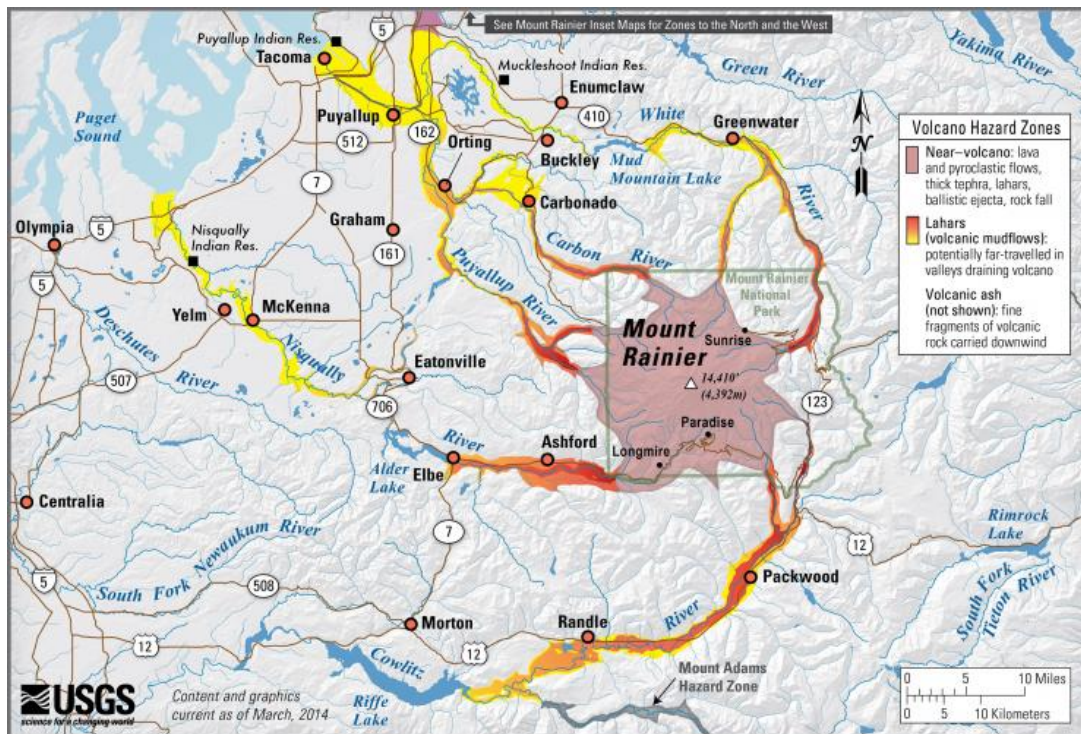 See Mount Rainier Inset Maps for Zones to the North and the West
Puyallup Indian Res.
5
Tacoma
Muckleshoot Indian Res.
Green River
Yakima River
Enumclaw
410
White
Greenwater
Puget
Sound
Puyallup
162
512
Orting
Buckley
Mud
Mountain Lake
River
N
7
Carbonado
Olympia
5
Nisqually
Indian Res.
Graham
161
Carbon River
Puyallup River
Mount Rainier
National
Park
Mount
Rainier
Sunrise
14,410'
(4,392m)
Yelm
McKenna
Deschutes
River
Nisqually
River
5
507
Eatonville
706
123
Paradise
Longmire
Ashford
Elbe
Alder
Lake
Centralia
7
12
Rimrock
Lake
South Fork Newaukum River
5
508
Packwood
South Fork
Tieton River
Morton
Randle
River
12
12
Cowlitz
Riffe
Lake
Mount Adams
Hazard Zone
Volcano Hazard Zones
Near–volcano: lava
and pyroclastic flows,
thick tephra, lahars,
ballistic ejecta, rock fall
Lahars
(volcanic mudflows):
potentially far-travelled in
valleys draining volcano
Volcanic ash
(not shown): fine
fragments of volcanic
rock carried downwind
USGS
science for a changing world
Content and graphics
current as of March, 2014
0 10 Miles
0 5 10 Kilometers